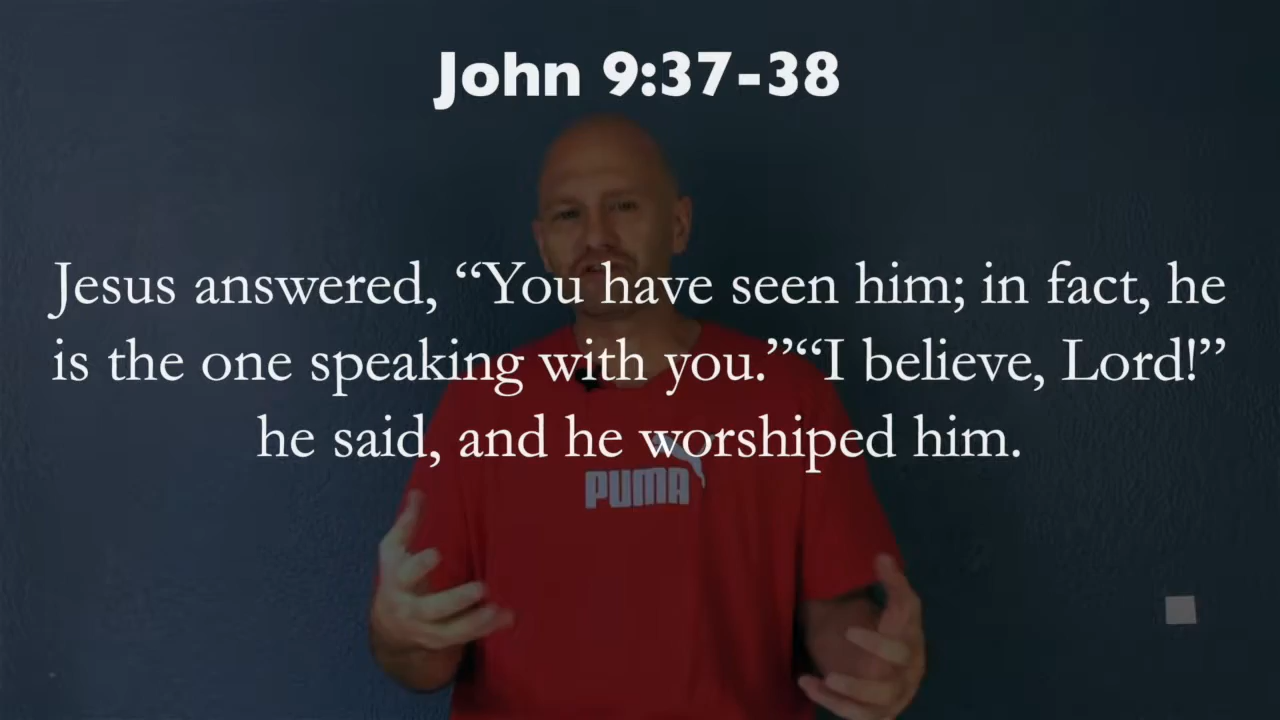 John 9:37-38
Jesus answered, “You have seen him; in fact, he
is the one speaking with you.”“I believe, Lord!”
he said, and he worshiped him.
PUMA